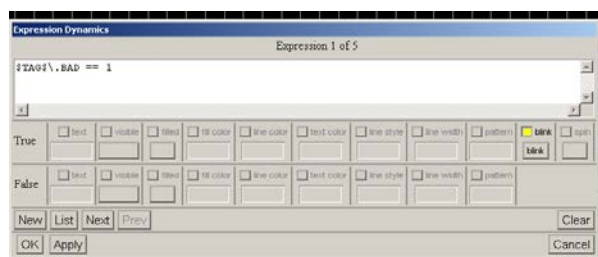 Expression Dynamics
Expression 1 of 5
$TAG$\.BAD == 1
True text visible filled fill color line color text color line style line width pattern blink spin
blink
False text visible filled fill color line color text color line style line width pattern
New List Next Prev Clear
OK Apply Cancel